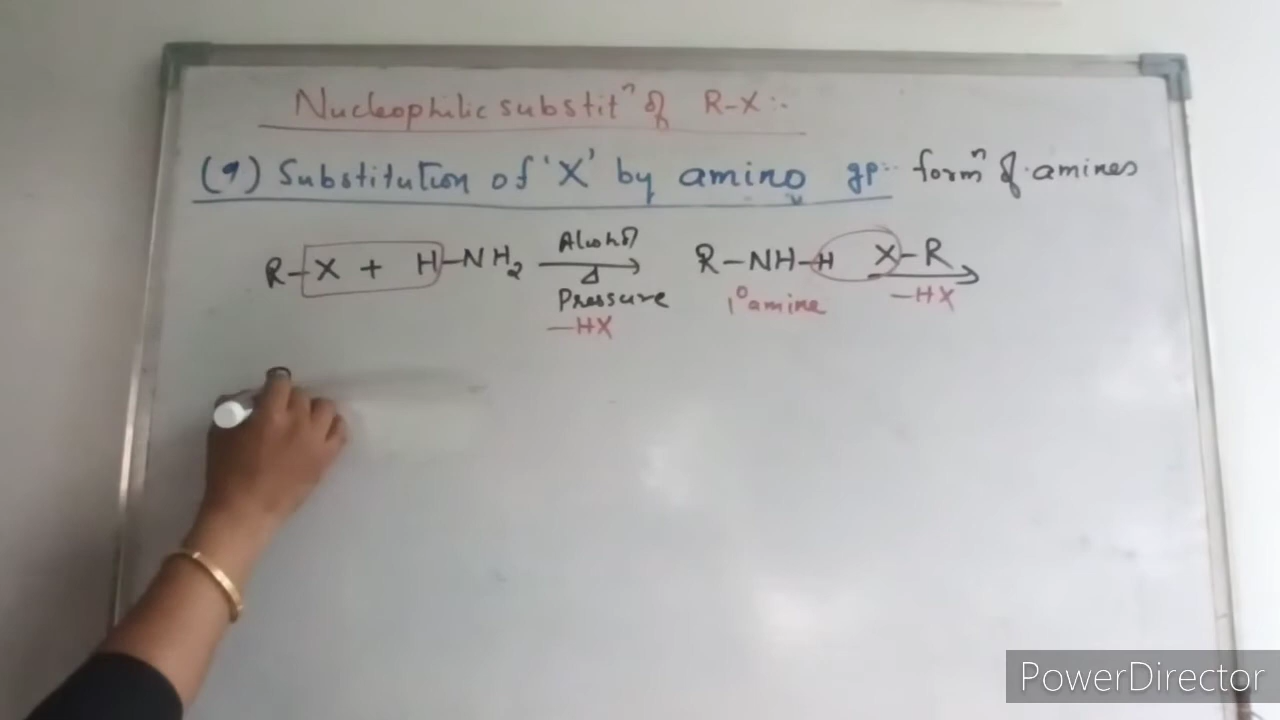 Nucleophilic substitⁿ of R-X :-
(9) Substitution of 'X' by amino gp:- formⁿ of amines
R-X + H-NH₂ Alcohol Δ Pressure -HX R-NH-H X-R -HX
1° amine
PowerDirector